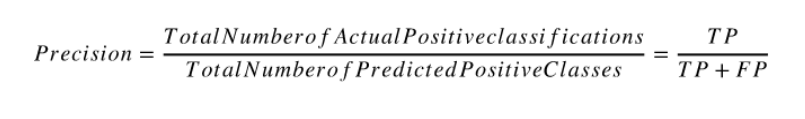 Precision = TotalNumberofActualPositiveclassifications / TotalNumberofPredictedPositiveClasses = TP / TP + FP